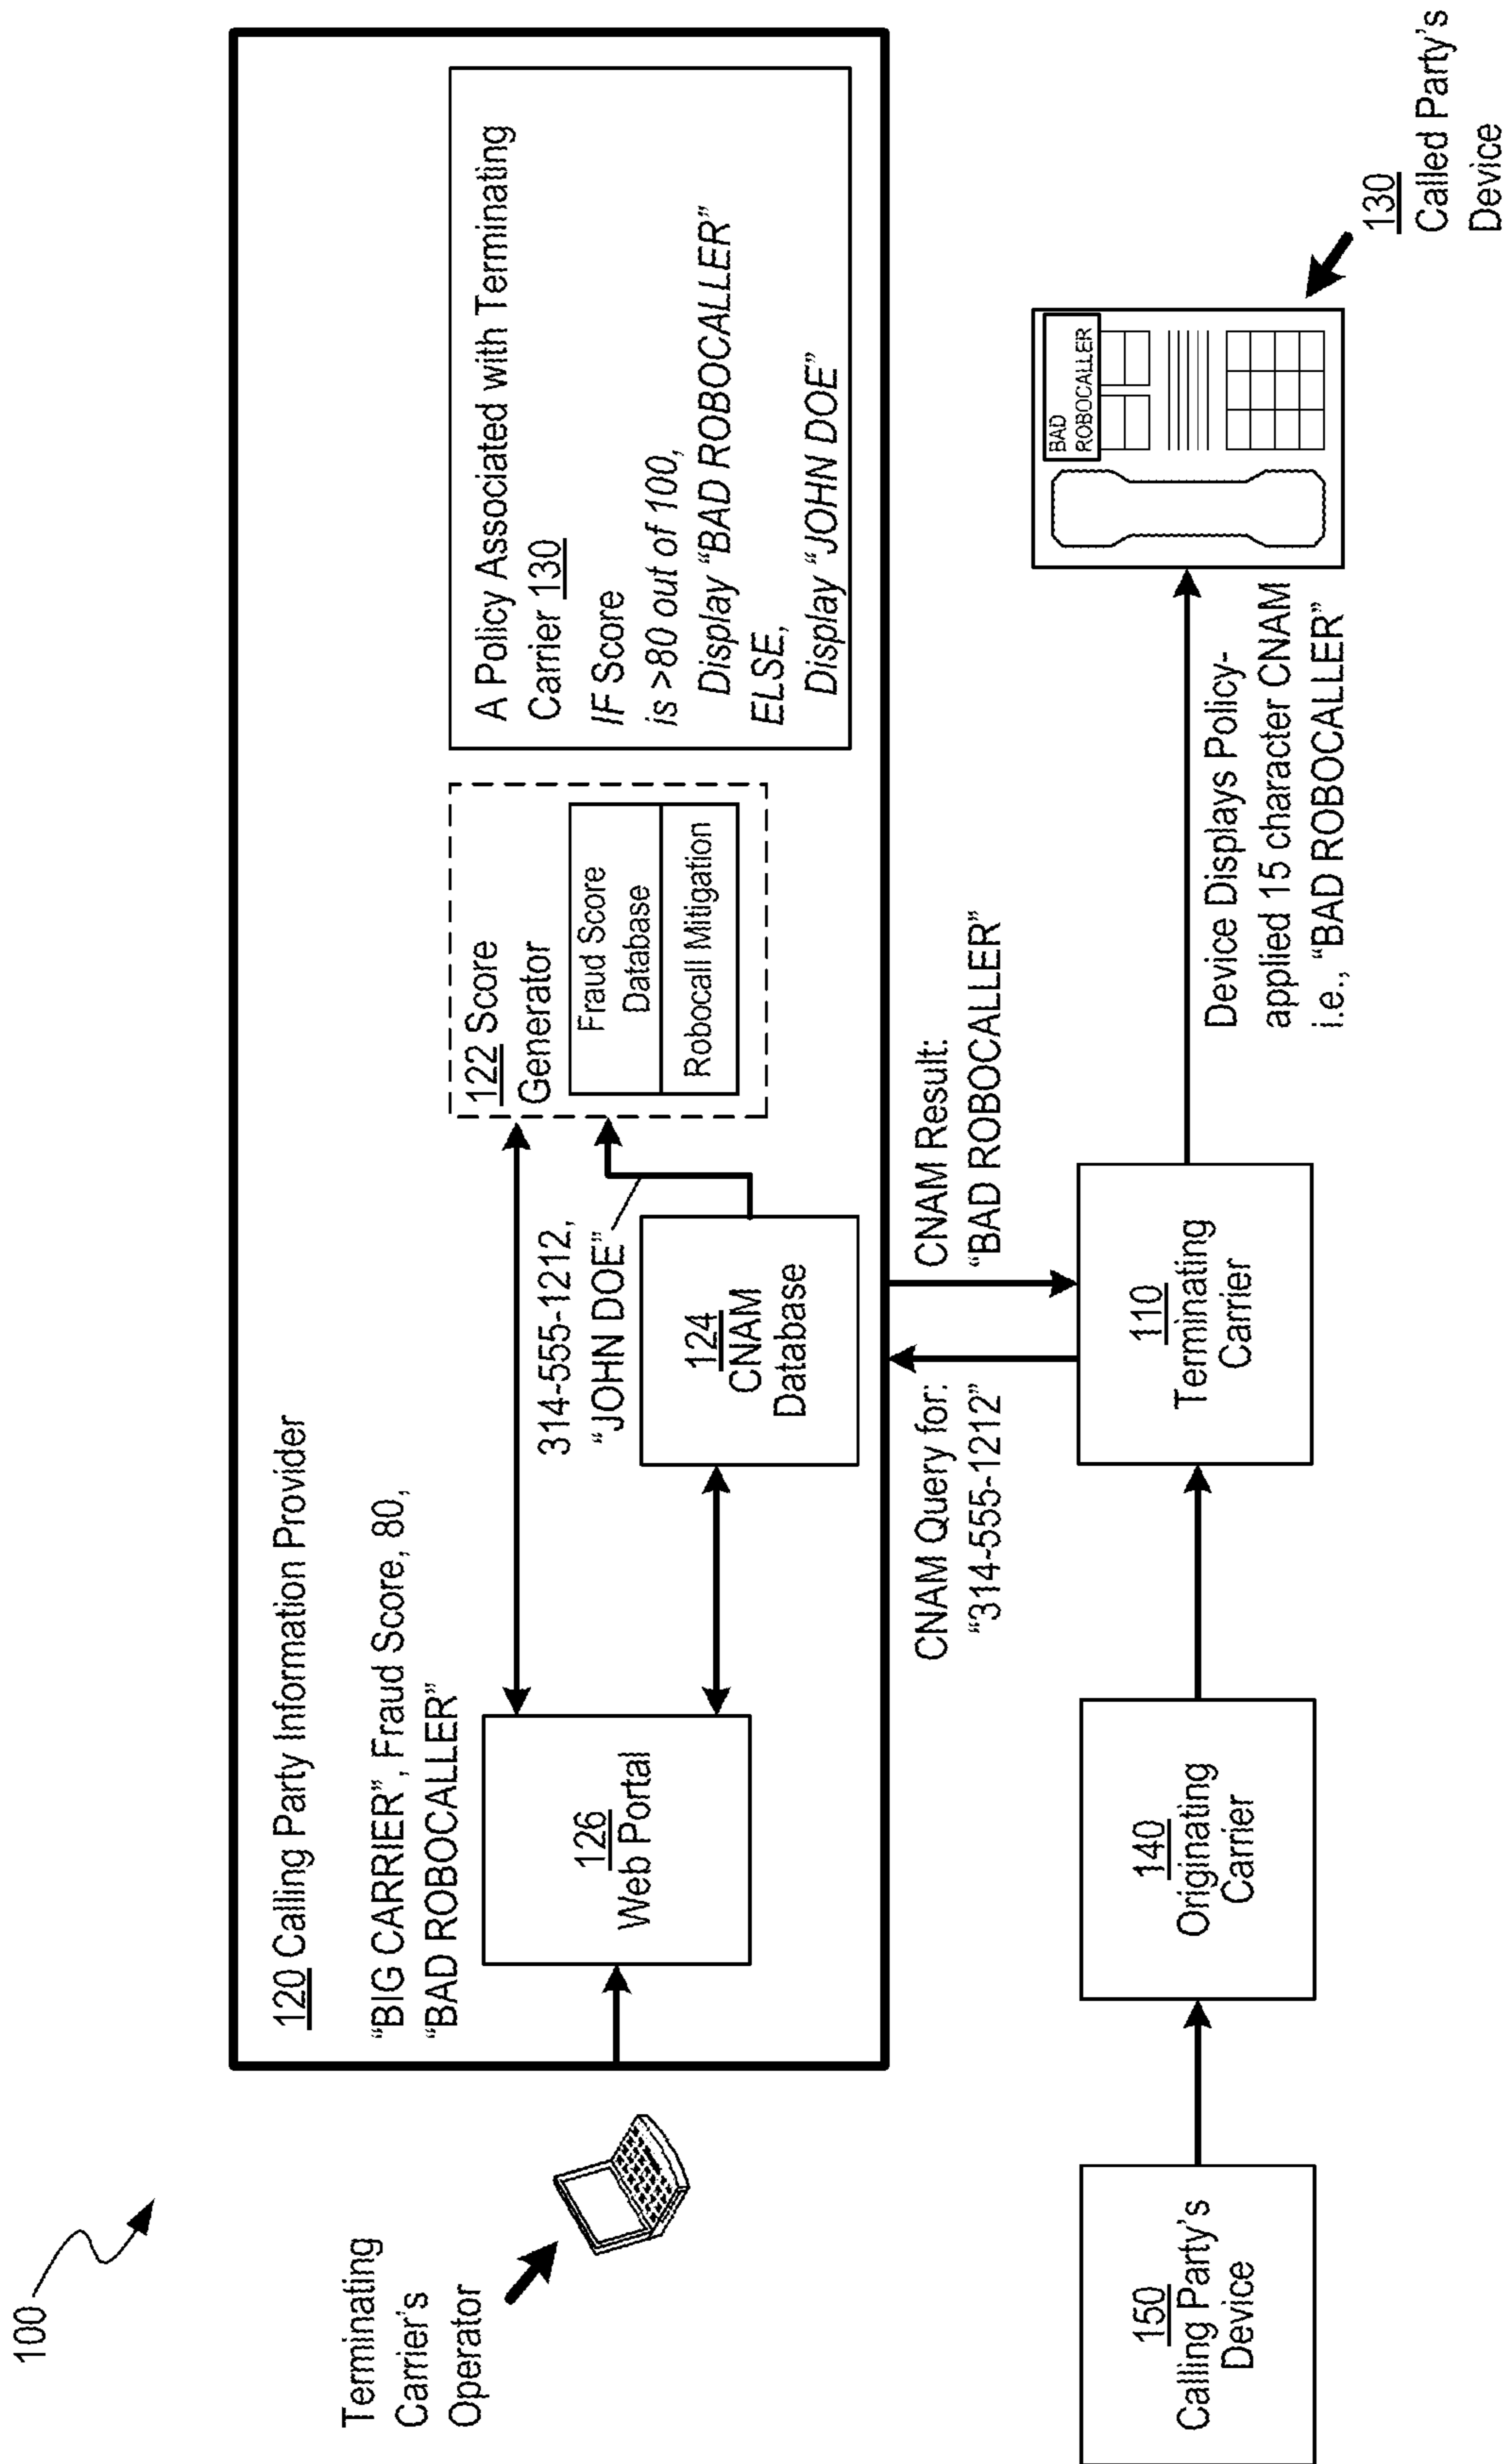 100
Terminating
Carrier's
Operator
120 Calling Party Information Provider
"BIG CARRIER", Fraud Score, 80,
"BAD ROBOCALLER"
126
Web Portal
314-555-1212,
"JOHN DOE"
124
CNAM
Database
122 Score
Generator
Fraud Score
Database
Robocall Mitigation
A Policy Associated with Terminating
Carrier 130
IF Score
is >80 out of 100,
Display "BAD ROBOCALLER"
ELSE,
Display "JOHN DOE"
CNAM Query for:
"314-555-1212"
CNAM Result:
"BAD ROBOCALLER"
150
Calling Party's
Device
140
Originating
Carrier
110
Terminating
Carrier
Device Displays Policy-
applied 15 character CNAM
i.e., "BAD ROBOCALLER"
BAD
ROBOCALLER
130
Called Party's
Device